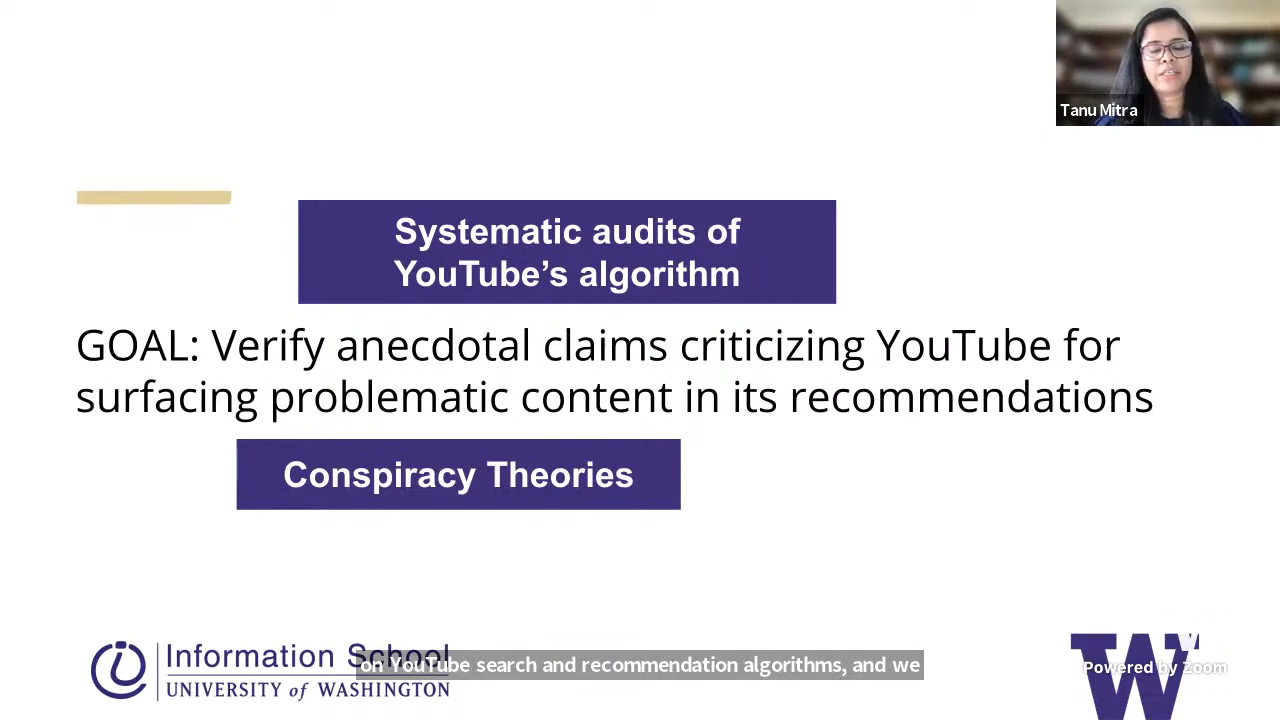 Tanu Mitra
Systematic audits of
YouTube’s algorithm
GOAL: Verify anecdotal claims criticizing YouTube for
surfacing problematic content in its recommendations
Conspiracy Theories
Information School
UNIVERSITY of WASHINGTON
on YouTube search and recommendation algorithms, and we
W
Powered by Zoom